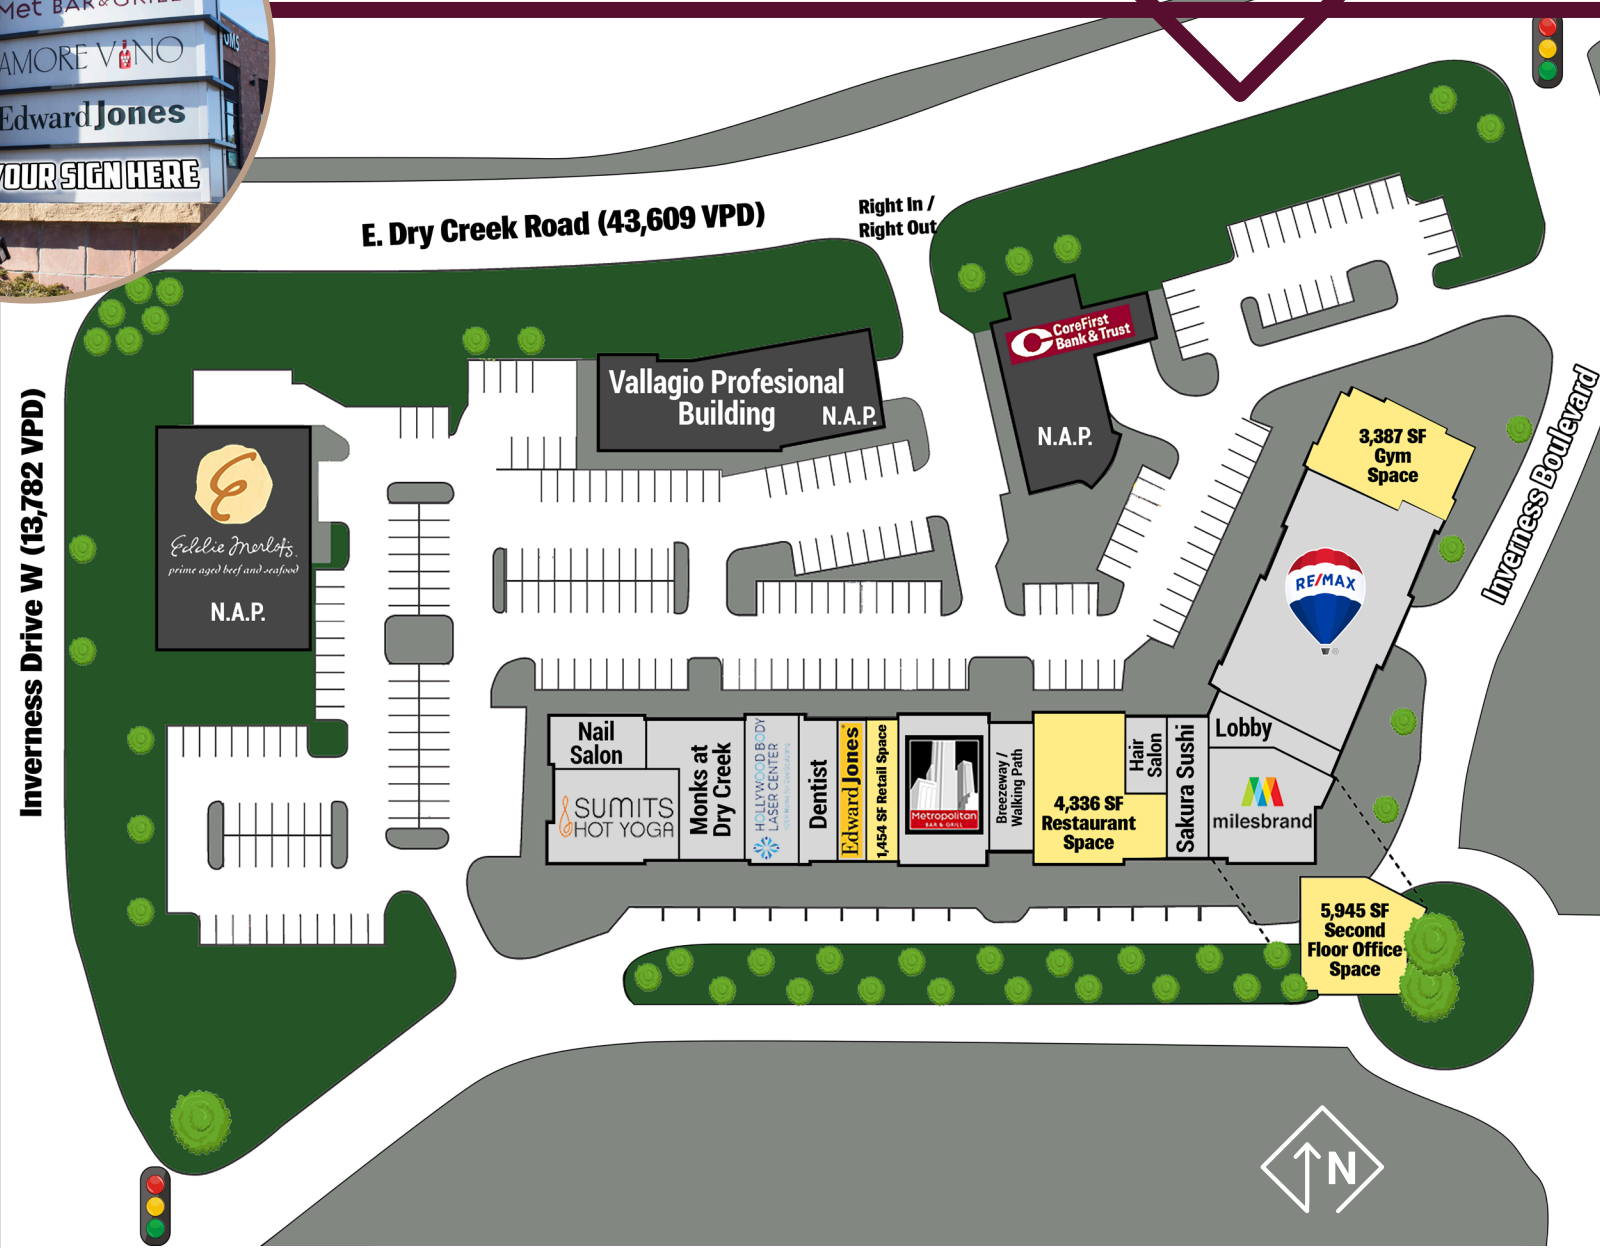 Met BAR & GRILL
AMORE VINO
OMS
Edward Jones
YOUR SIGN HERE
E. Dry Creek Road (43,609 VPD)
Right In /
Right Out
CoreFirst
Bank & Trust
N.A.P.
Vallagio Profesional
Building
N.A.P.
Inverness Drive W (13,782 VPD)
Eddie Merlot's
prime aged beef and seafood
N.A.P.
3,387 SF
Gym
Space
Inverness Boulevard
RE/MAX
Lobby
Nail
Salon
SUMITS
HOT YOGA
Monks at
Dry Creek
HOLLYWOOD BODY
LASER CENTER
Dentist
Edward Jones
1,454 SF Retail Space
Metropolitan
BAR & GRILL
Breezeway /
Walking Path
4,336 SF
Restaurant
Space
Hair
Salon
Sakura Sushi
milesbrand
5,945 SF
Second
Floor Office
Space
N